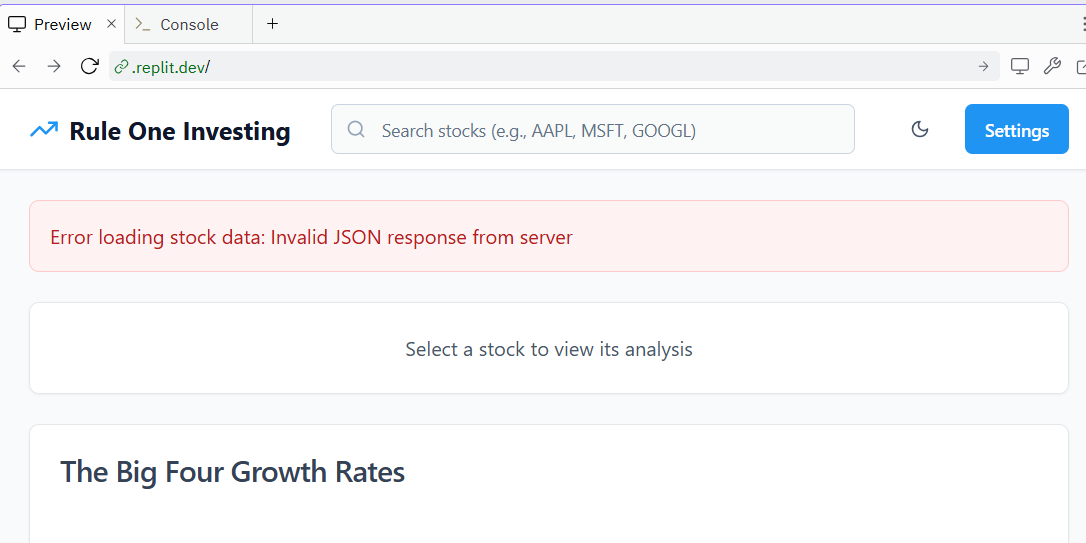 Preview × Console +
.replit.dev/
Rule One Investing
Search stocks (e.g., AAPL, MSFT, GOOGL)
Settings
Error loading stock data: Invalid JSON response from server
Select a stock to view its analysis
The Big Four Growth Rates